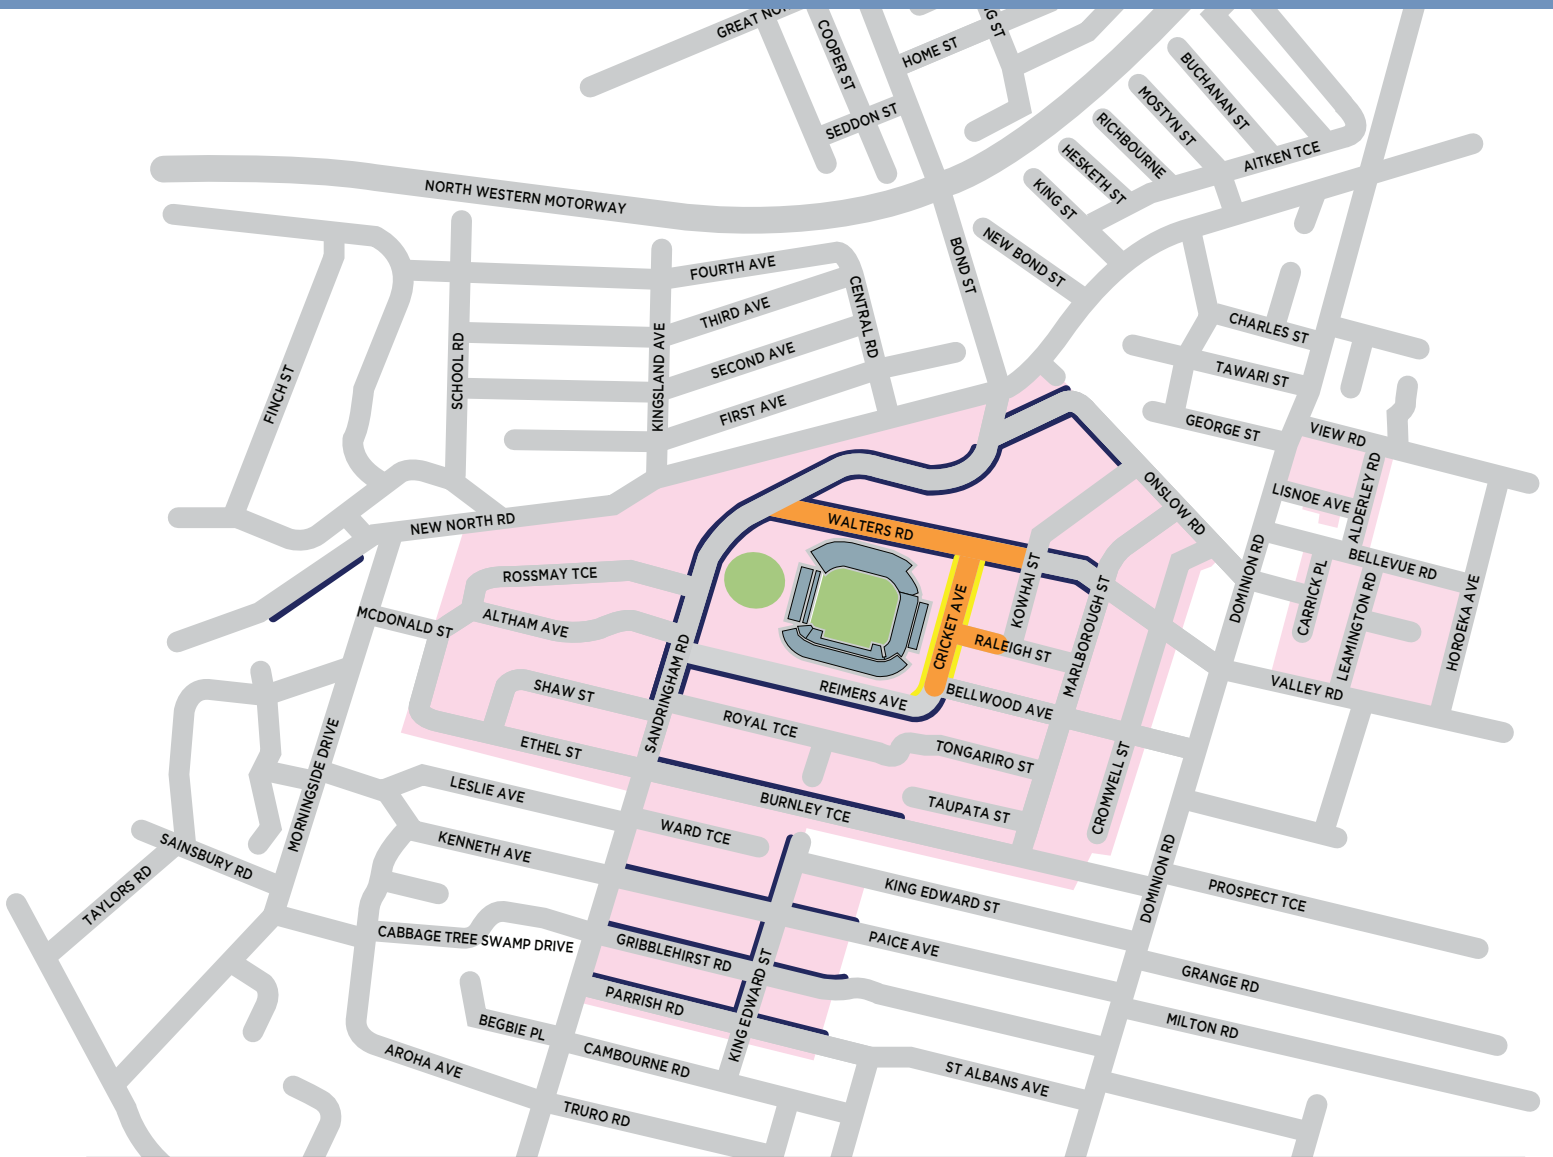 COOPER ST
HOME ST
SEDDON ST
BUCHANAN ST
MOSTYN ST
RICHBOURNE
HESKETH ST
KING ST
AITKEN TCE
NORTH WESTERN MOTORWAY
NEW BOND ST
BOND ST
FOURTH AVE
THIRD AVE
SECOND AVE
FIRST AVE
CENTRAL RD
KINGSLAND AVE
SCHOOL RD
FINCH ST
CHARLES ST
TAWARI ST
GEORGE ST
VIEW RD
LISNOE AVE
ALDERLEY RD
BELLEVUE RD
CARRICK PL
LEAMINGTON RD
HOROEKA AVE
VALLEY RD
DOMINION RD
ONSLOW RD
NEW NORTH RD
WALTERS RD
KOWHAI ST
CRICKET AVE
RALEIGH ST
MARLBOROUGH ST
BELLWOOD AVE
REIMERS AVE
ROSSMAY TCE
ALTHAM AVE
MCDONALD ST
SANDRINGHAM RD
SHAW ST
ETHEL ST
ROYAL TCE
TONGARIRO ST
TAUPATA ST
CROMWELL ST
BURNLEY TCE
MORNINGSIDE DRIVE
LESLIE AVE
KENNETH AVE
WARD TCE
SAINSBURY RD
TAYLORS RD
CABBAGE TREE SWAMP DRIVE
GRIBBLEHIRST RD
PARRISH RD
KING EDWARD ST
KING EDWARD ST
PAICE AVE
DOMINION RD
PROSPECT TCE
GRANGE RD
MILTON RD
BEGBIE PL
CAMBOURNE RD
AROHA AVE
ST ALBANS AVE
TRURO RD
GREAT